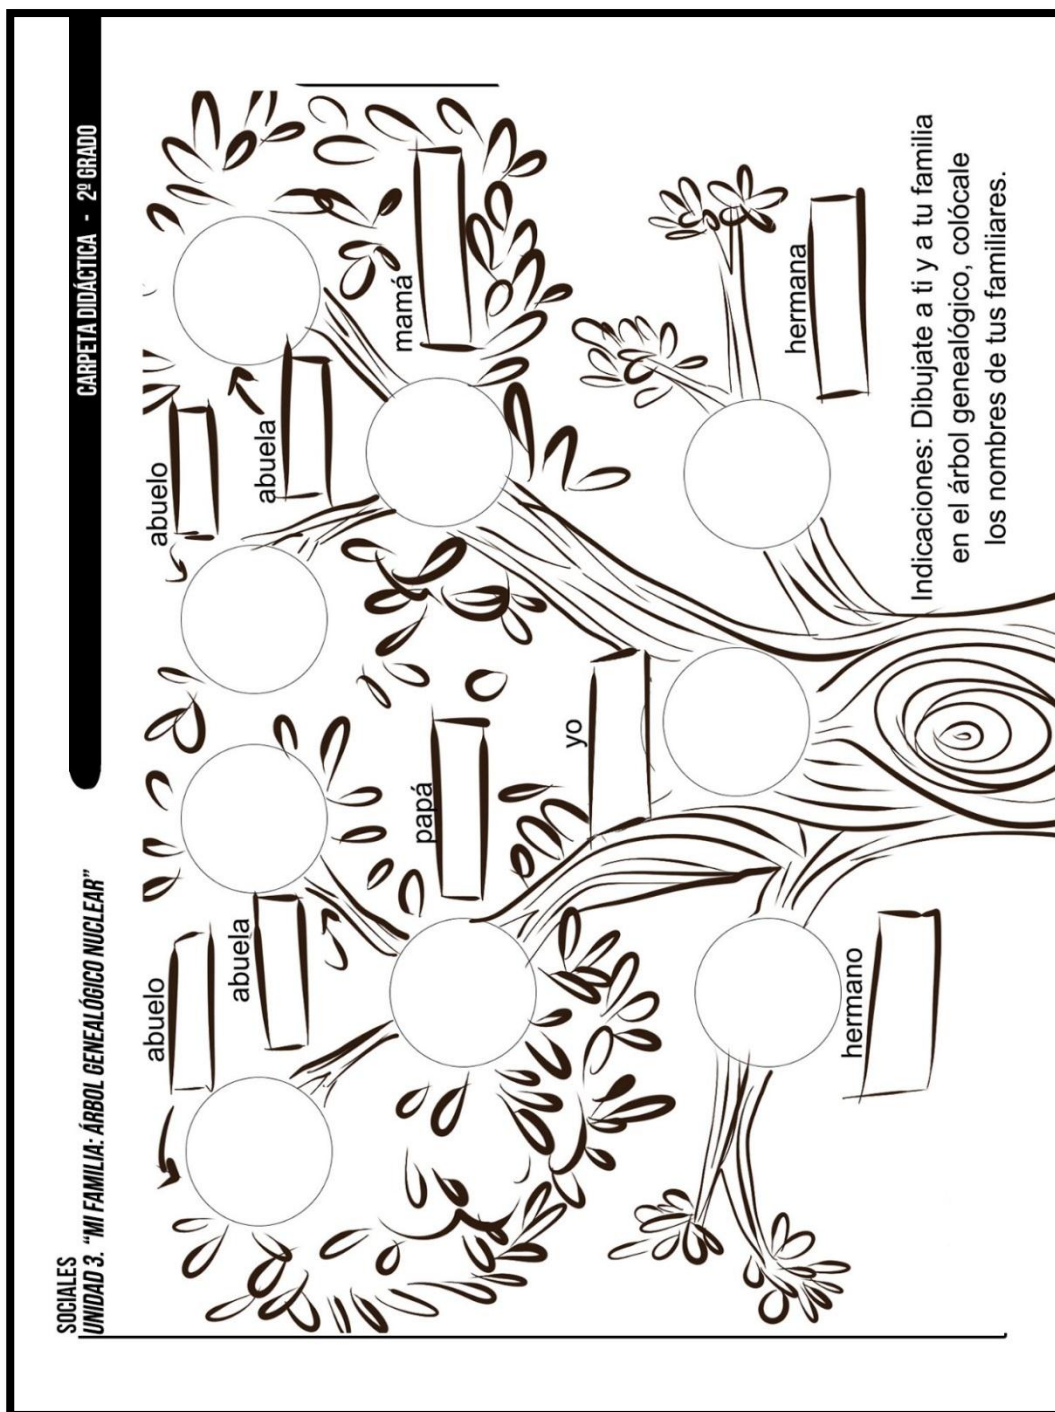 SOCIALES
UNIDAD 3. "MI FAMILIA: ÁRBOL GENEALÓGICO NUCLEAR"
CARPETA DIDÁCTICA - 2º GRADO
abuelo
abuela
abuelo
abuela
papá
mamá
yo
hermano
hermana
Indicaciones: Dibujate a ti y a tu familia
en el árbol genealógico, colócale
los nombres de tus familiares.